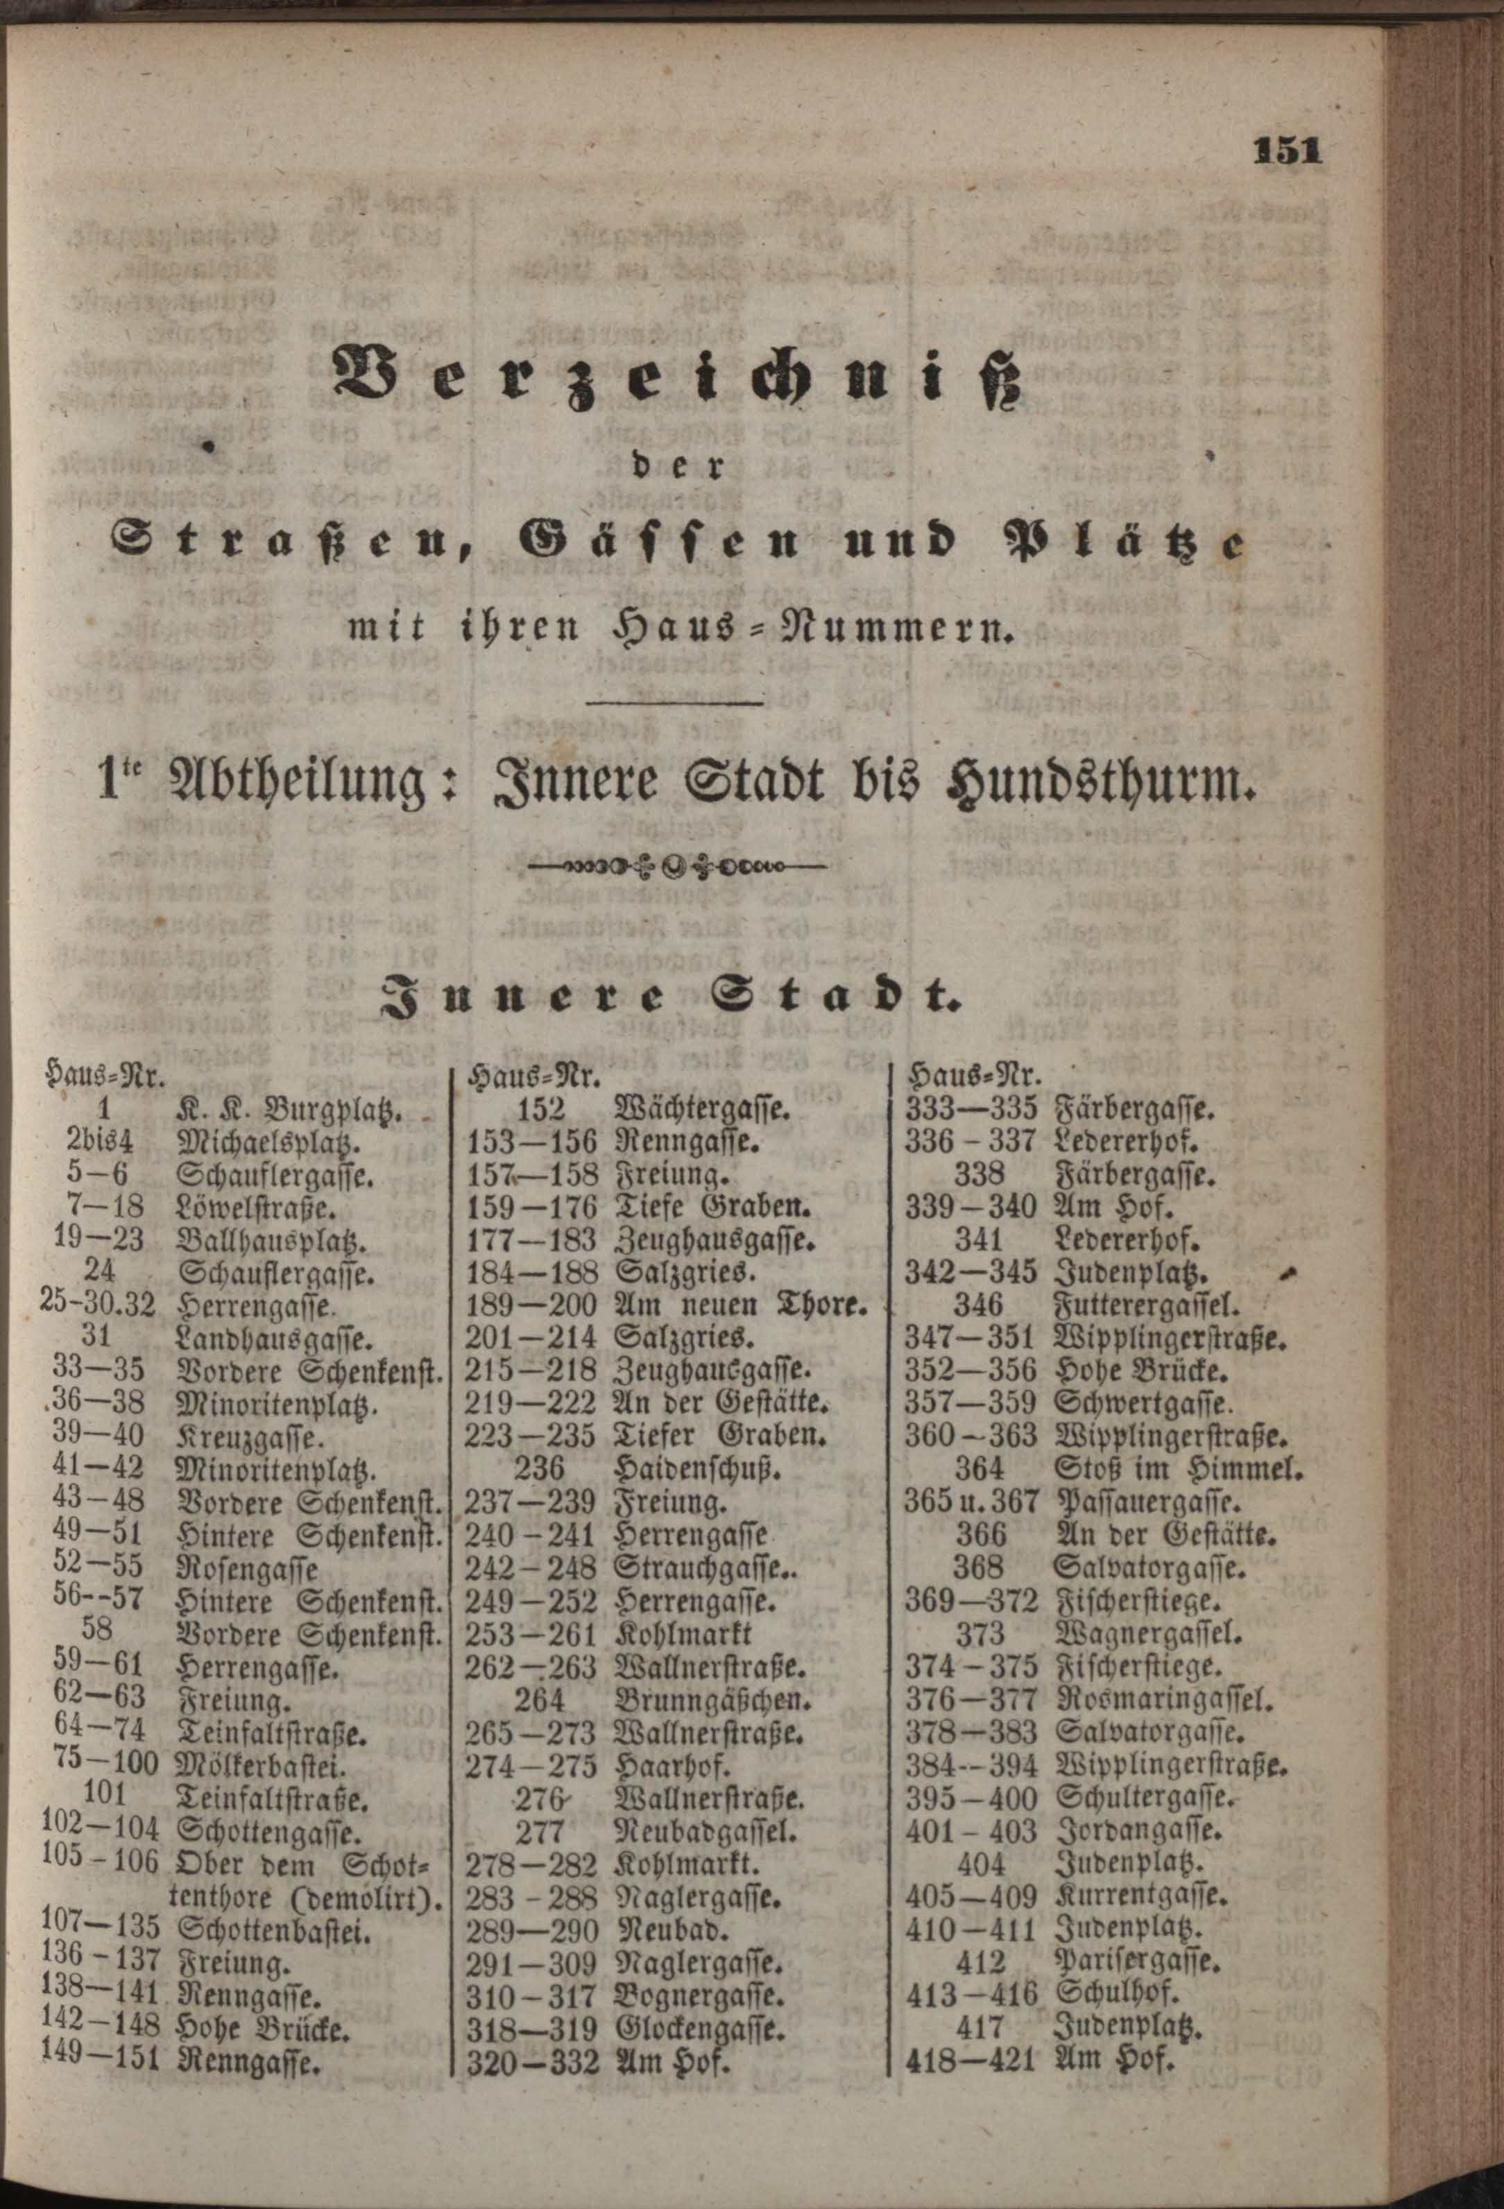 151
Verzeichniß
der
Straßen, Gässen und Plätze
mit ihren Haus-Nummern.
1te Abtheilung: Innere Stadt bis Hundsthurm.
Innere Stadt.
Haus-Nr.
1 K. K. Burgplatz.
2bis4 Michaelsplatz.
5—6 Schauflergasse.
7—18 Löwelstraße.
19—23 Ballhausplatz.
24 Schauflergasse.
25-30.32 Herrengasse.
31 Landhausgasse.
33—35 Vordere Schenkenst.
36—38 Minoritenplatz.
39—40 Kreuzgasse.
41—42 Minoritenplatz.
43—48 Vordere Schenkenst.
49—51 Hintere Schenkenst.
52—55 Rosengasse
56--57 Hintere Schenkenst.
58 Vordere Schenkenst.
59—61 Herrengasse.
62—63 Freiung.
64—74 Teinfaltstraße.
75—100 Mölkerbastei.
101 Teinfaltstraße.
102—104 Schottengasse.
105-106 Ober dem Schot-
tenthore (demolirt).
107—135 Schottenbastei.
136-137 Freiung.
138—141 Renngasse.
142—148 Hohe Brücke.
149—151 Renngasse.
Haus-Nr.
152 Wächtergasse.
153—156 Renngasse.
157—158 Freiung.
159—176 Tiefe Graben.
177—183 Zeughausgasse.
184—188 Salzgries.
189—200 Am neuen Thore.
201—214 Salzgries.
215—218 Zeughausgasse.
219—222 An der Gestätte.
223—235 Tiefer Graben.
236 Haidenschuß.
237—239 Freiung.
240-241 Herrengasse
242-248 Strauchgasse..
249—252 Herrengasse.
253—261 Kohlmarkt
262—263 Wallnerstraße.
264 Brunngäßchen.
265—273 Wallnerstraße.
274—275 Haarhof.
276 Wallnerstraße.
277 Neubadgassel.
278—282 Kohlmarkt.
283-288 Naglergasse.
289—290 Neubad.
291—309 Naglergasse.
310-317 Bognergasse.
318—319 Glockengasse.
320—332 Am Hof.
Haus-Nr.
333—335 Färbergasse.
336-337 Ledererhof.
338 Färbergasse.
339—340 Am Hof.
341 Ledererhof.
342—345 Judenplatz.
346 Futterergassel.
347—351 Wipplingerstraße.
352—356 Hohe Brücke.
357—359 Schwertgasse.
360—363 Wipplingerstraße.
364 Stoß im Himmel.
365 u. 367 Passauergasse.
366 An der Gestätte.
368 Salvatorgasse.
369—372 Fischerstiege.
373 Wagnergassel.
374-375 Fischerstiege.
376—377 Rosmaringassel.
378—383 Salvatorgasse.
384--394 Wipplingerstraße.
395—400 Schultergasse.
401-403 Jordangasse.
404 Judenplatz.
405—409 Kurrentgasse.
410—411 Judenplatz.
412 Parisergasse.
413—416 Schulhof.
417 Judenplatz.
418—421 Am Hof.